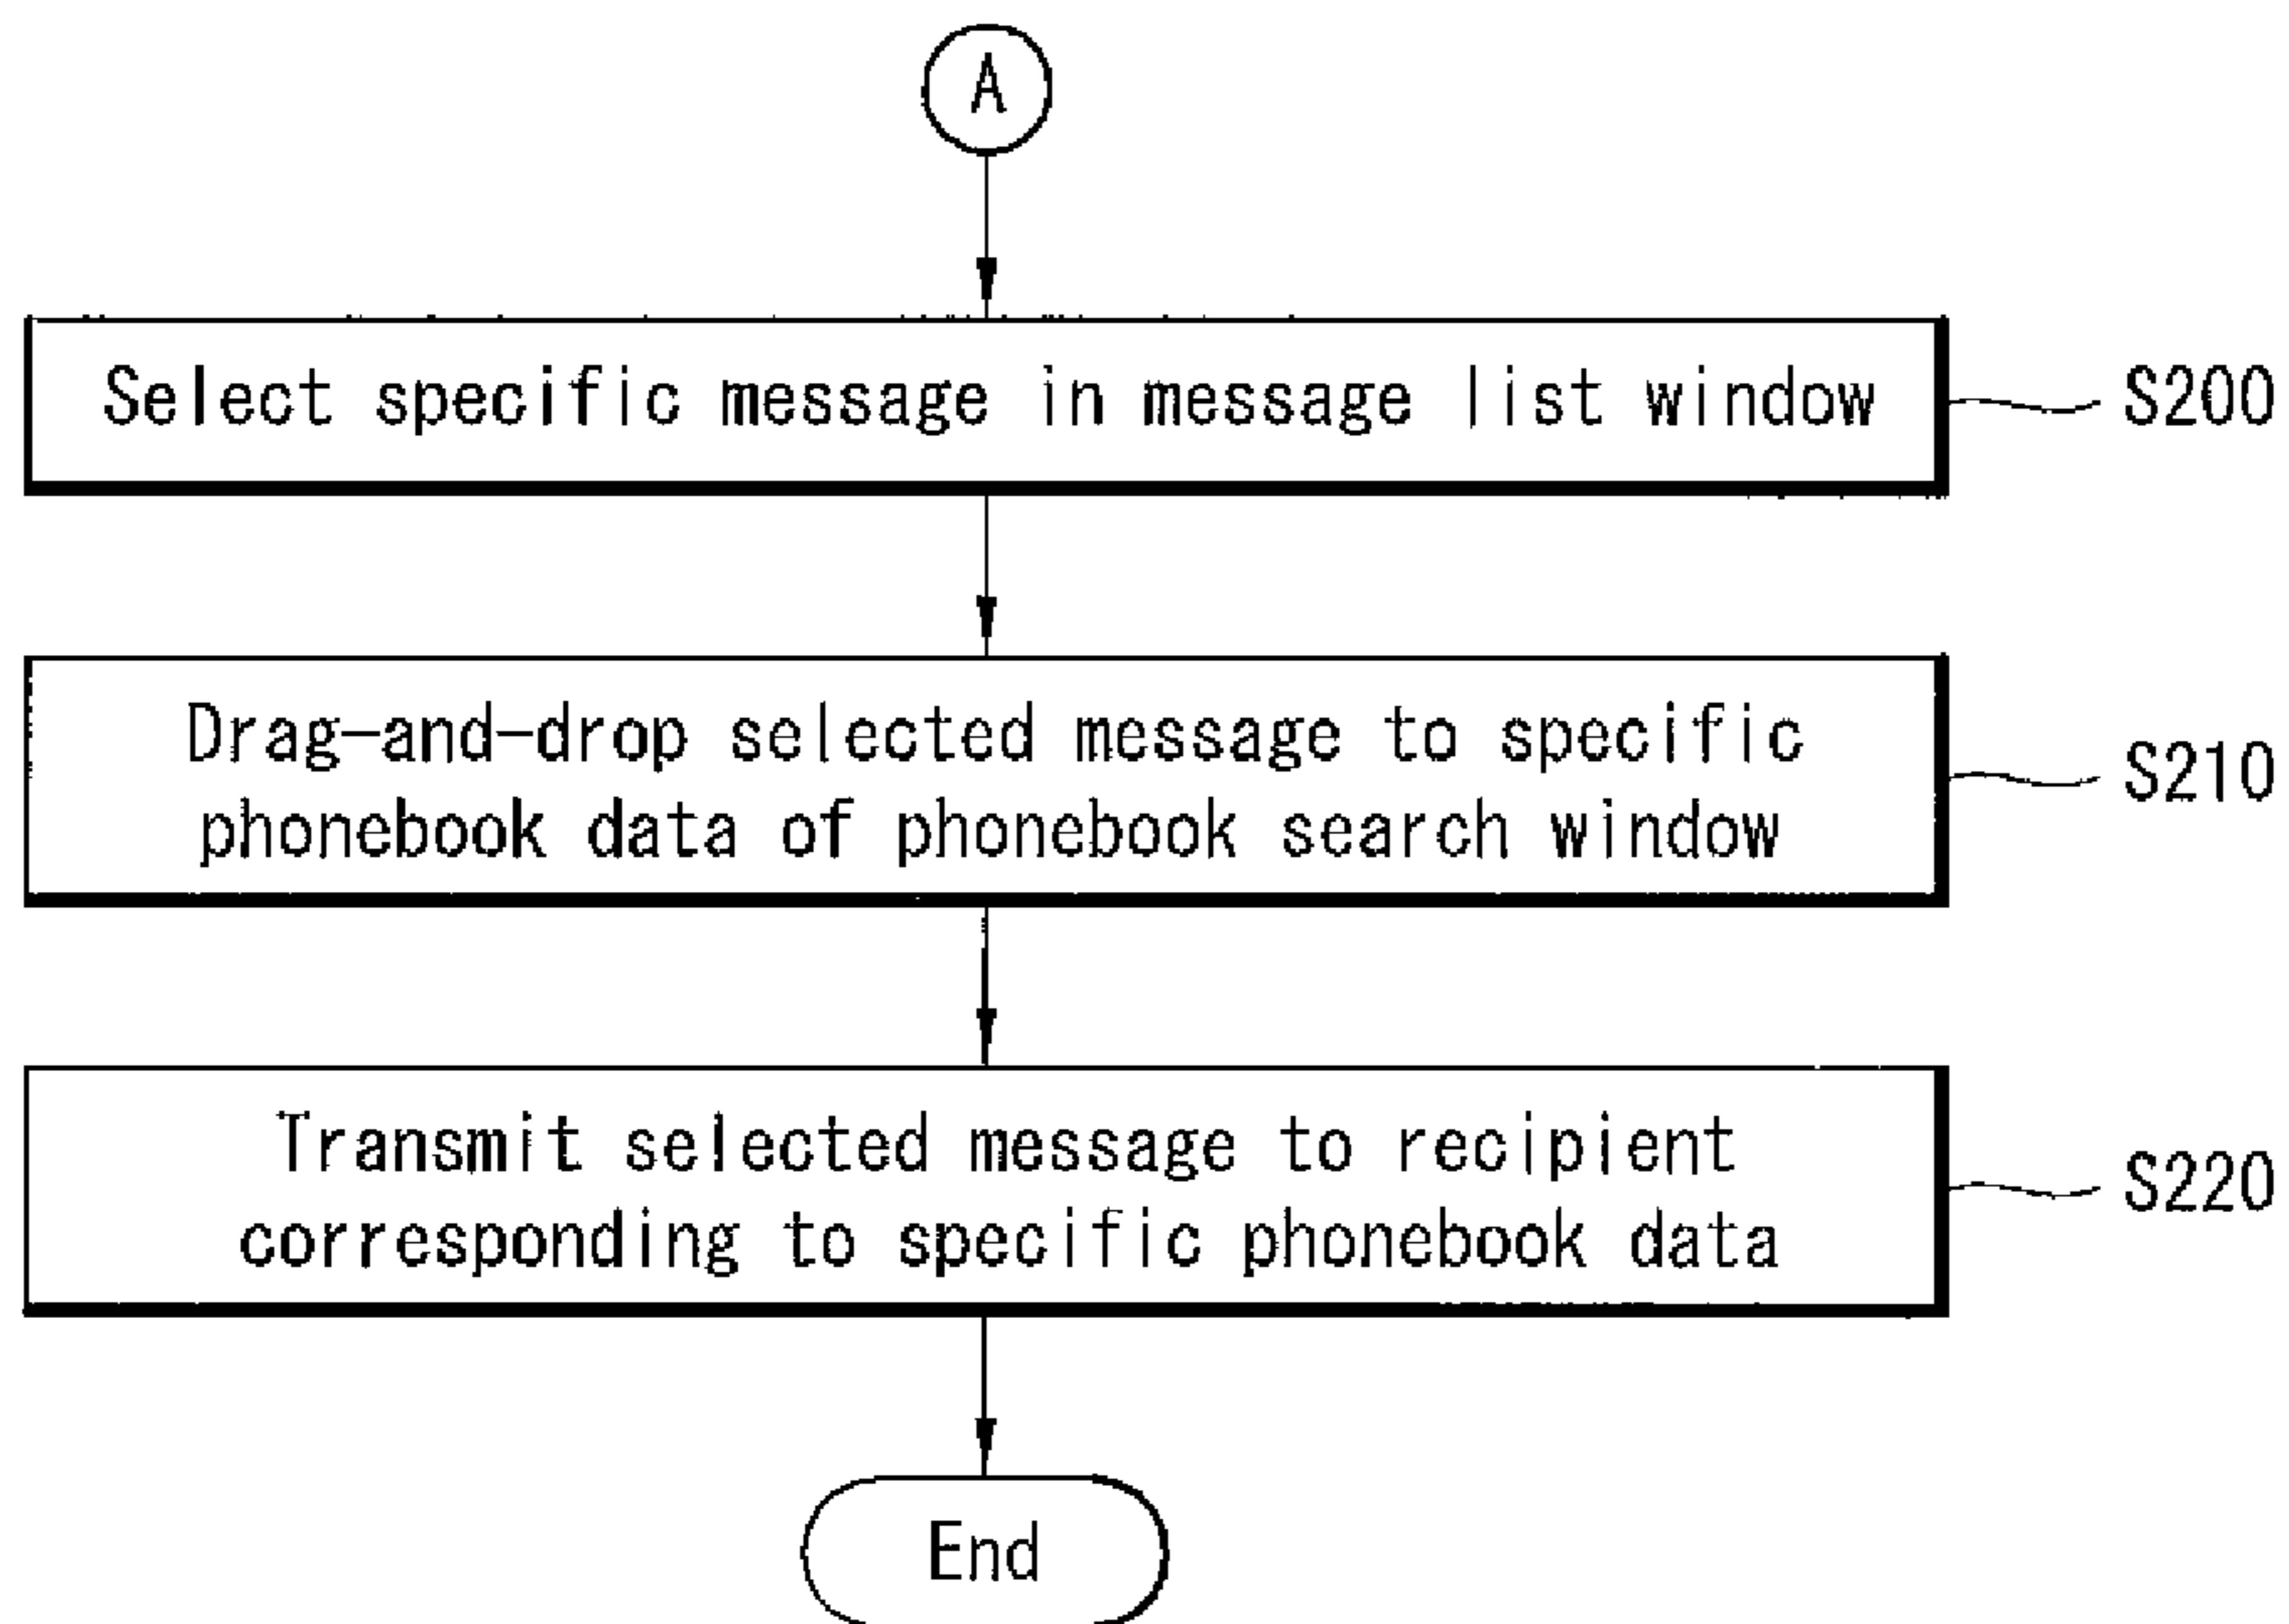 A
Select specific message in message list window
S200
Drag-and-drop selected message to specific
phonebook data of phonebook search window
S210
Transmit selected message to recipient
corresponding to specific phonebook data
S220
End